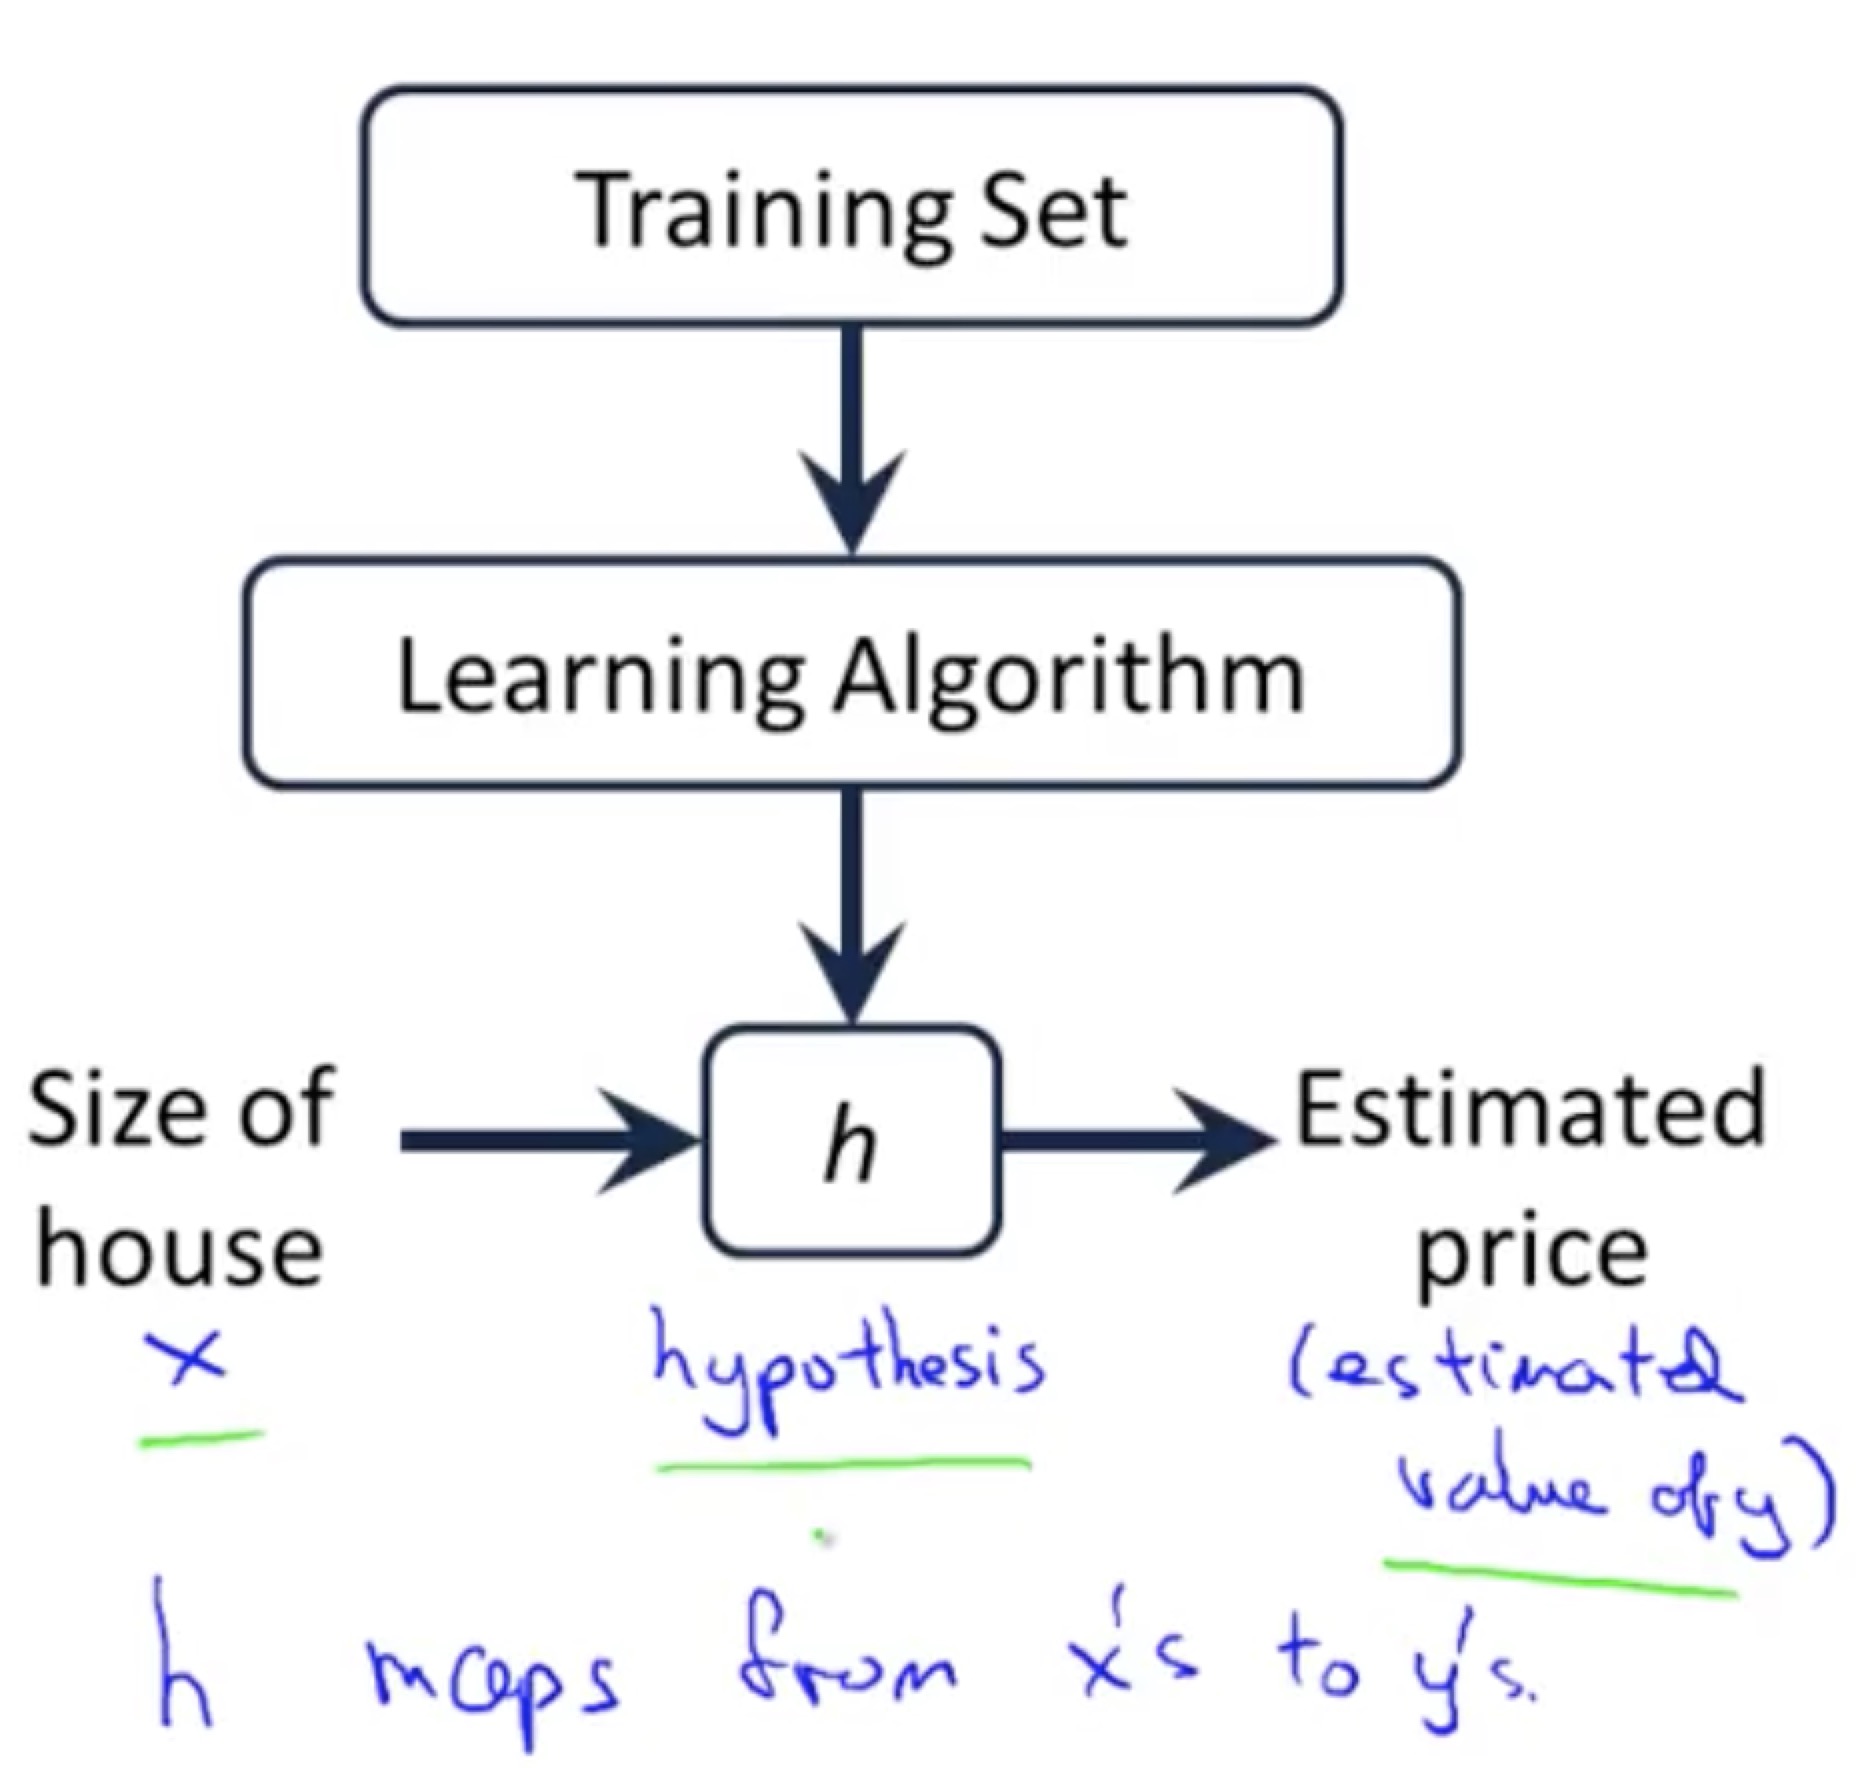 Training Set
Learning Algorithm
Size of
house
h
Estimated
price
x
hypothesis
(estimated
value of y)
h maps from x's to y's.